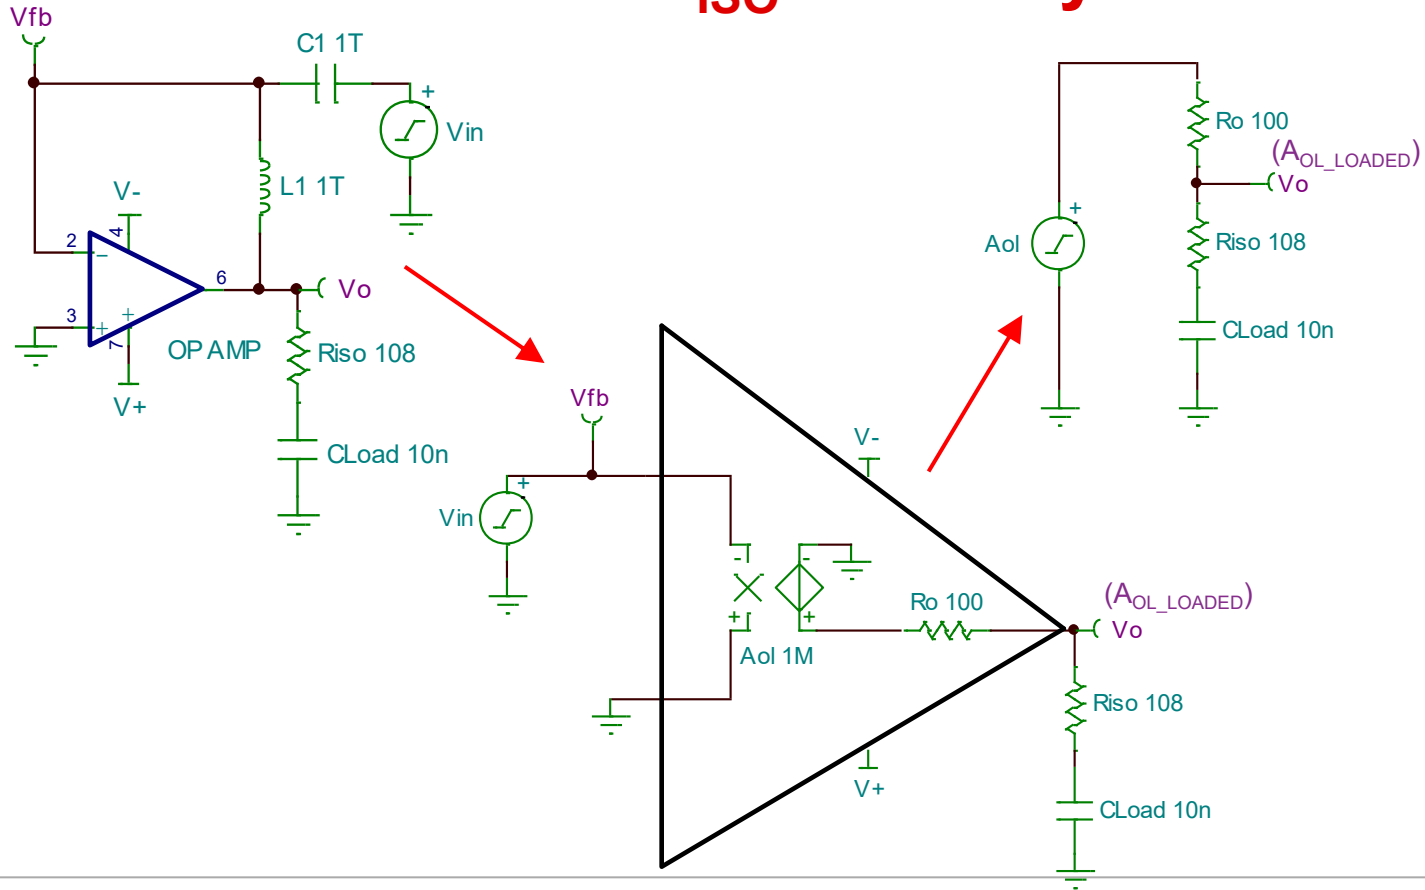 ISO
Vfb
C1 1T
Vin
L1 1T
V-
4
2
6
Vo
3
7
OP AMP
Riso 108
V+
CLoad 10n
Ro 100
(AOL_LOADED)
Vo
Aol
Riso 108
CLoad 10n
Vfb
V-
Vin
Ro 100
(AOL_LOADED)
Vo
Aol 1M
Riso 108
V+
CLoad 10n